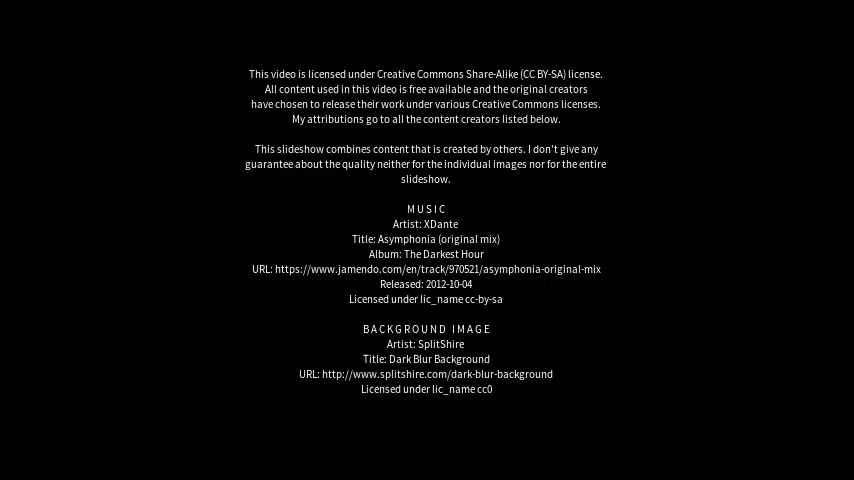 This video is licensed under Creative Commons Share-Alike (CC BY-SA) license.
All content used in this video is free available and the original creators
have chosen to release their work under various Creative Commons licenses.
My attributions go to all the content creators listed below.
This slideshow combines content that is created by others. I don't give any
guarantee about the quality neither for the individual images nor for the entire
slideshow.
MUSIC
Artist: XDante
Title: Asymphonia (original mix)
Album: The Darkest Hour
URL: https://www.jamendo.com/en/track/970521/asymphonia-original-mix
Released: 2012-10-04
Licensed under lic_name cc-by-sa
BACKGROUND IMAGE
Artist: SplitShire
Title: Dark Blur Background
URL: http://www.splitshire.com/dark-blur-background
Licensed under lic_name cc0